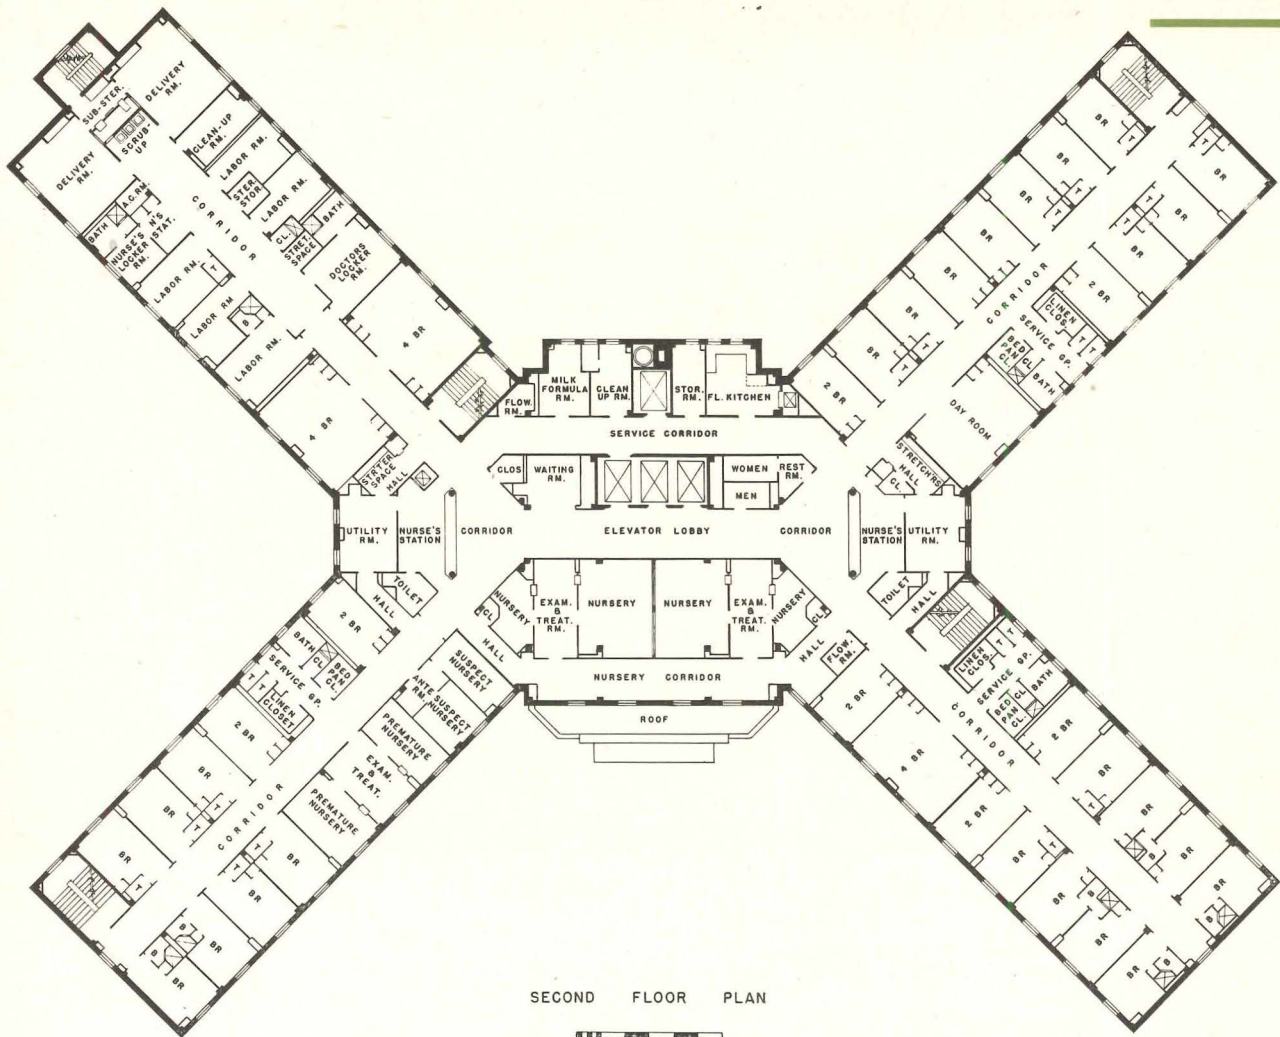 DELIVERY
RM.
SUB-STER.
SCRUB-
UP
CLEAN-UP
RM.
DELIVERY
RM.
LABOR RM.
STER.
STOR.
LABOR RM.
A.C. RM.
BATH
NURSE'S
LOCKER
RM.
N'S
STAT.
CORRIDOR
CL.
STRET.
SPACE
BATH
DOCTORS
LOCKER
RM.
LABOR RM.
T
LABOR RM
B
LABOR RM.
4 BR
4 BR
STR'TER
SPACE
HALL
FLOW.
RM.
MILK
FORMULA
RM.
CLEAN
UP RM.
STOR.
RM.
FL. KITCHEN
SERVICE CORRIDOR
CLOS
WAITING
RM.
WOMEN
REST
RM.
MEN
UTILITY
RM.
NURSE'S
STATION
CORRIDOR
ELEVATOR LOBBY
CORRIDOR
NURSE'S
STATION
UTILITY
RM.
BR
T
BR
BR
T
BR
BR
T
BR
BR
T
2 BR
CORRIDOR
BR
T
BR
T
BR
T
2 BR
LINEN
CLOS.
SERVICE GP.
T
T
BED
PAN
CL
CL
BATH
DAY ROOM
STRETCH'RS
HALL
CL.
TOILET
HALL
TOILET
HALL
NURSERY
CL
HALL
EXAM.
&
TREAT.
RM.
NURSERY
NURSERY
EXAM.
&
TREAT.
RM.
NURSERY
CL
HALL
FLOW.
RM.
NURSERY CORRIDOR
ROOF
2 BR
BATH
CL
BED
PAN
CL.
SERVICE GP.
T
T
LINEN
CLOSET
2 BR
BR
T
BR
T
BR
T
CORRIDOR
SUSPECT
NURSERY
ANTE
RM.
SUSPECT
NURSERY
PREMATURE
NURSERY
EXAM.
&
TREAT.
PREMATURE
NURSERY
BR
T
BR
T
BR
B
B
BR
LINEN
CLOS.
T
T
SERVICE GP.
BED
PAN
CL.
CL
BATH
2 BR
4 BR
CORRIDOR
2 BR
2 BR
BR
T
BR
T
BR
B
BR
BR
B
BR
B
BR
B
BR
SECOND FLOOR PLAN